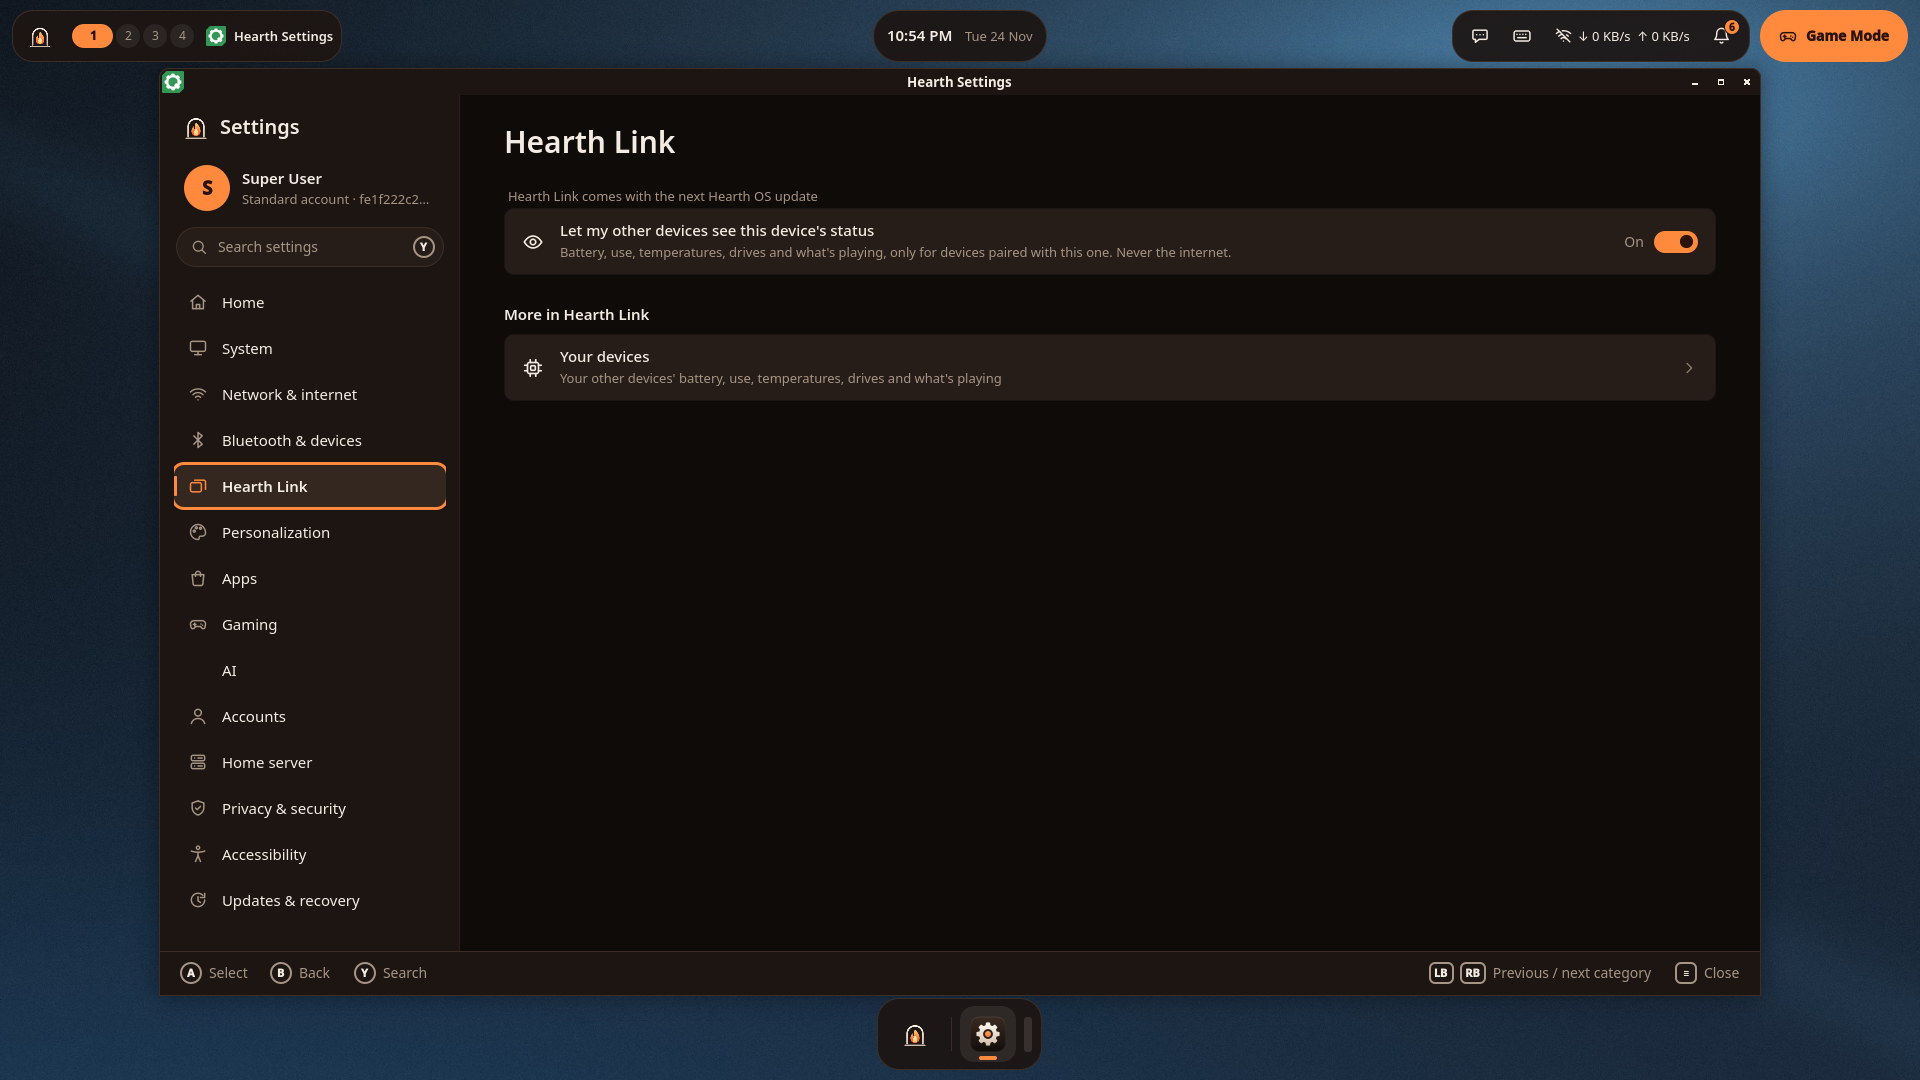 1 2 3 4 Hearth Settings
10:54 PM Tue 24 Nov
↓ 0 KB/s ↑ 0 KB/s
6
Game Mode
Hearth Settings
Settings
S
Super User
Standard account · fe1f222c2...
Search settings Y
Home
System
Network & internet
Bluetooth & devices
Hearth Link
Personalization
Apps
Gaming
AI
Accounts
Home server
Privacy & security
Accessibility
Updates & recovery
Hearth Link
Hearth Link comes with the next Hearth OS update
Let my other devices see this device's status
Battery, use, temperatures, drives and what's playing, only for devices paired with this one. Never the internet.
On
More in Hearth Link
Your devices
Your other devices' battery, use, temperatures, drives and what's playing
A Select B Back Y Search
LB RB Previous / next category ≡ Close